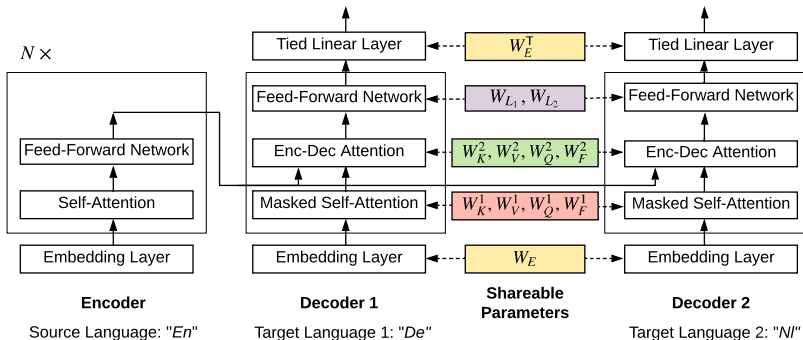 Tied Linear Layer
$W_E^\mathsf{T}$
Tied Linear Layer
$N \times$
Feed-Forward Network
$W_{L_1}, W_{L_2}$
Feed-Forward Network
Feed-Forward Network
Enc-Dec Attention
$W_K^2, W_V^2, W_Q^2, W_F^2$
Enc-Dec Attention
Self-Attention
Masked Self-Attention
$W_K^1, W_V^1, W_Q^1, W_F^1$
Masked Self-Attention
Embedding Layer
Embedding Layer
$W_E$
Embedding Layer
Encoder
Decoder 1
Shareable
Parameters
Decoder 2
Source Language: "En"
Target Language 1: "De"
Target Language 2: "Nl"